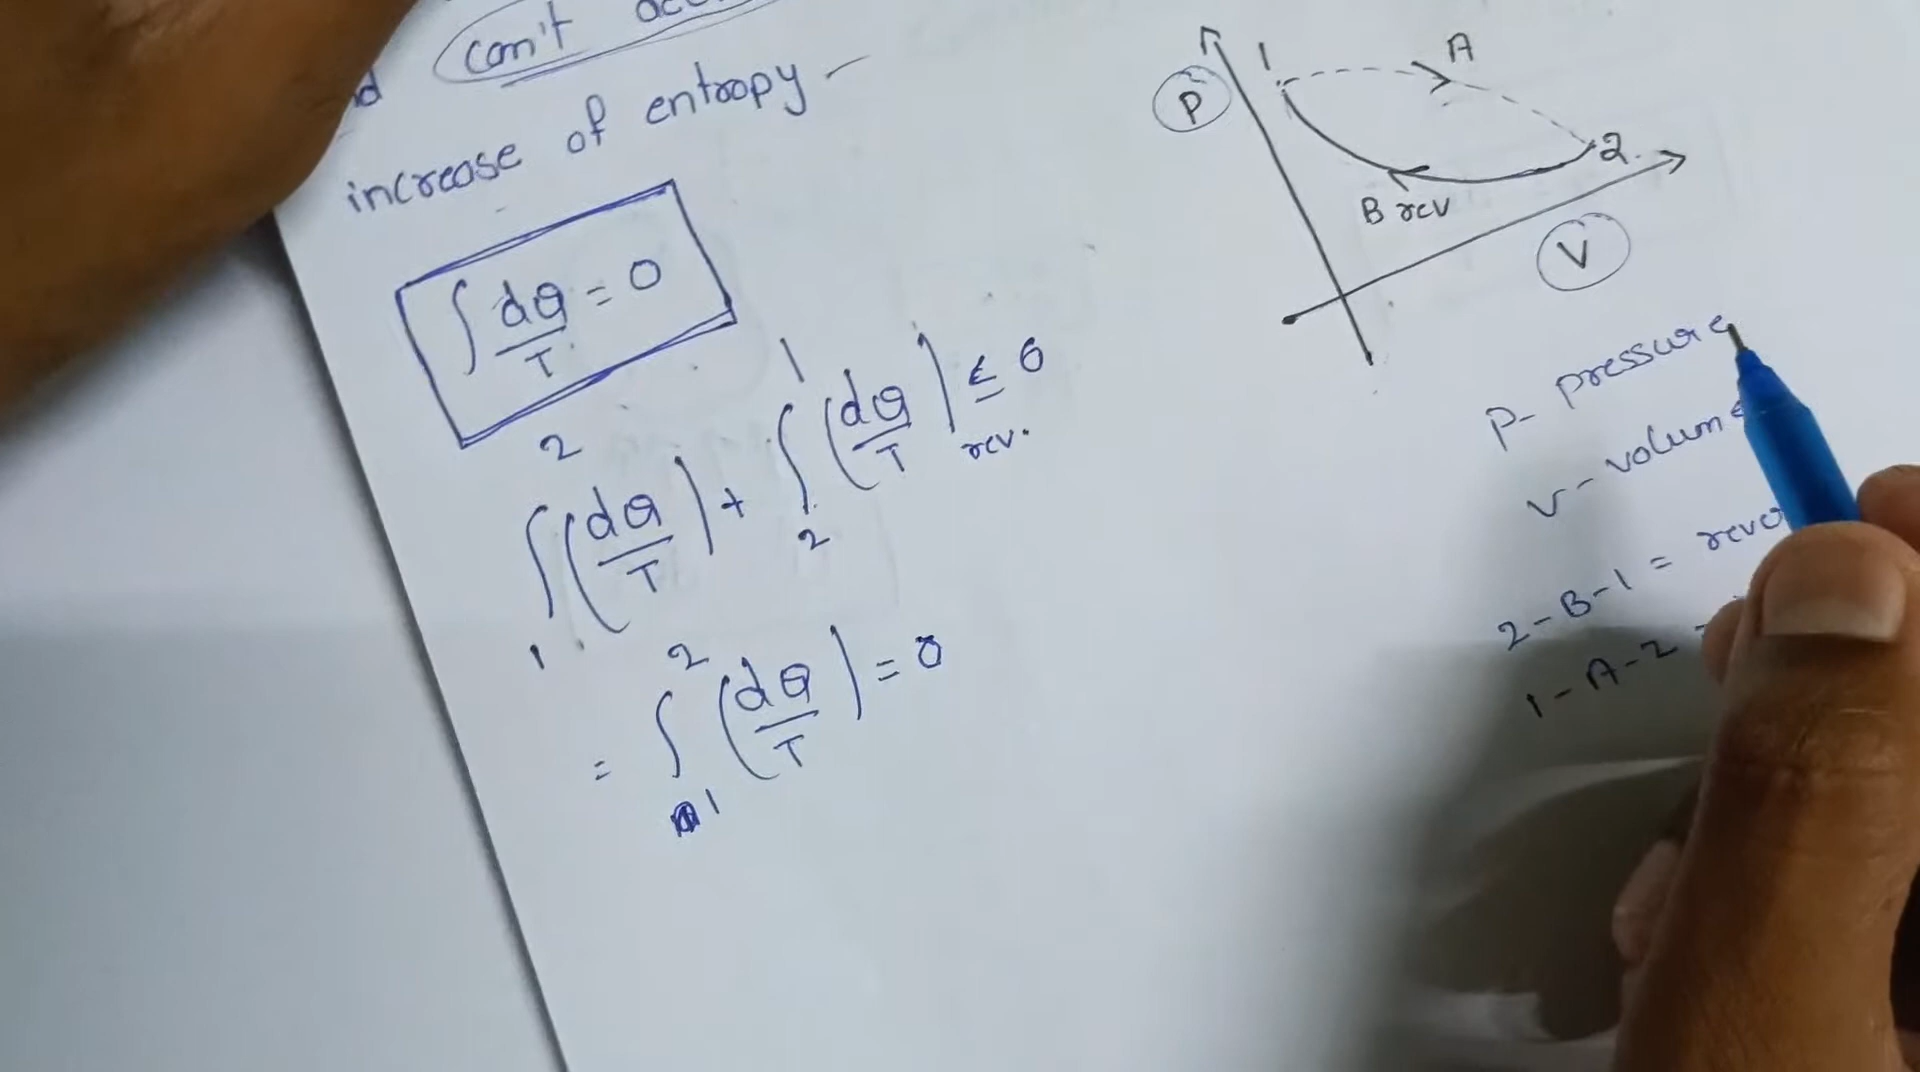 can't
increase of entropy -
∫ dQ/T = 0
∫₁² (dQ/T) + ∫₂¹ (dQ/T)rev. ≤ 0
= ∫₁² (dQ/T) = 0
1 A
P
2.
B rev
V
P- pressure
V - volume
2-B-1 =
1-A-2 =